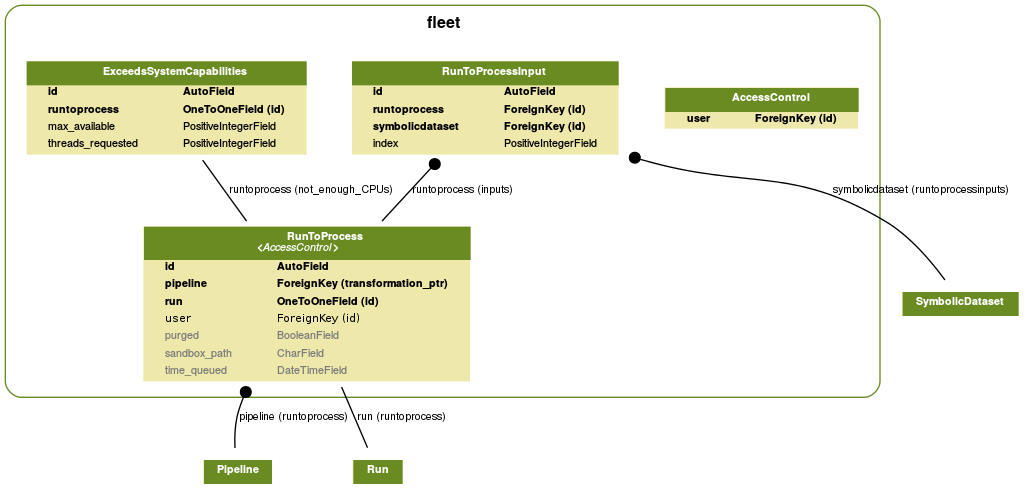 fleet
ExceedsSystemCapabilities
id AutoField
runtoprocess OneToOneField (id)
max_available PositiveIntegerField
threads_requested PositiveIntegerField
RunToProcessInput
id AutoField
runtoprocess ForeignKey (id)
symbolicdataset ForeignKey (id)
index PositiveIntegerField
AccessControl
user ForeignKey (id)
runtoprocess (not_enough_CPUs)
runtoprocess (inputs)
symbolicdataset (runtoprocessinputs)
RunToProcess
<AccessControl>
id AutoField
pipeline ForeignKey (transformation_ptr)
run OneToOneField (id)
user ForeignKey (id)
purged BooleanField
sandbox_path CharField
time_queued DateTimeField
SymbolicDataset
pipeline (runtoprocess)
run (runtoprocess)
Pipeline
Run